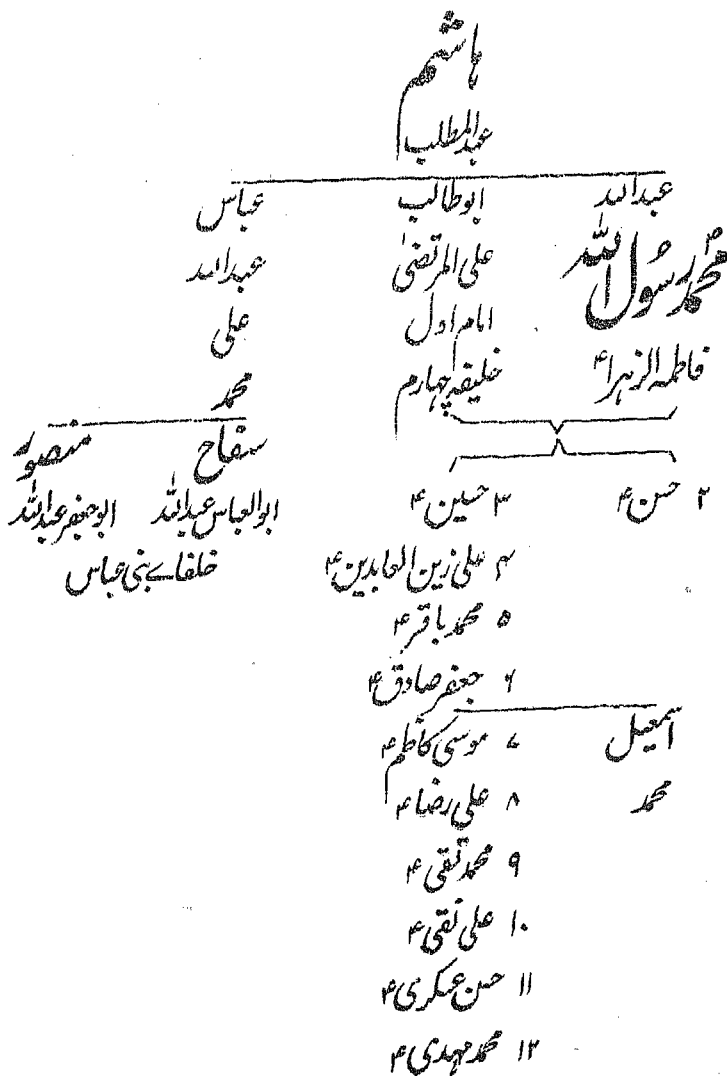 ہاشم
عبدالمطلب
عبداللہ ابوطالب عباس
محمد رسول اللہ ؐ علی المرتضیٰ عبداللہ
امام اول علی
فاطمہ الزہرا ؑ خلیفہ چہارم محمد
سفاح منصور
۲ حسن ؑ ۳ حسین ؑ ابوالعباس عبداللہ ابوجعفر عبداللہ
۴ علی زین العابدین ؑ خلفاے بنی عباس
۵ محمد باقر ؑ
۶ جعفر صادق ؑ
اسمعیل ۷ موسی کاظم ؑ
محمد ۸ علی رضا ؑ
۹ محمد تقی ؑ
۱۰ علی نقی ؑ
۱۱ حسن عسکری ؑ
۱۲ محمد مہدی ؑ